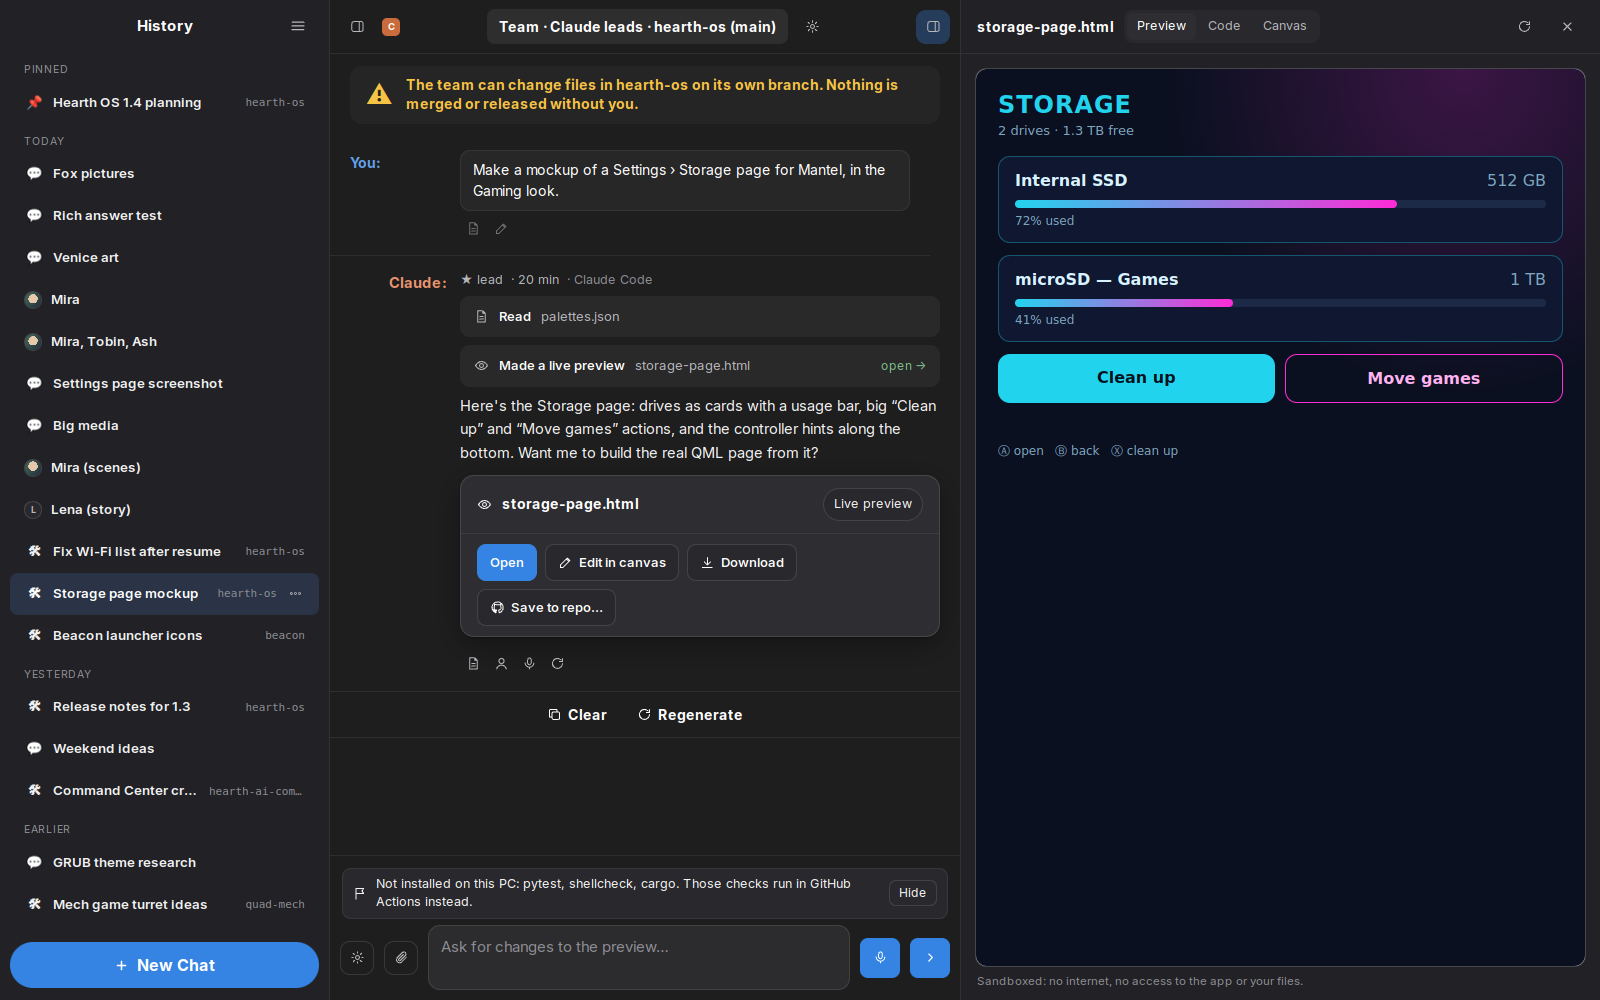 History
PINNED
Hearth OS 1.4 planning hearth-os
TODAY
Fox pictures
Rich answer test
Venice art
Mira
Mira, Tobin, Ash
Settings page screenshot
Big media
Mira (scenes)
L Lena (story)
Fix Wi-Fi list after resume hearth-os
Storage page mockup hearth-os
Beacon launcher icons beacon
YESTERDAY
Release notes for 1.3 hearth-os
Weekend ideas
Command Center cr… hearth-ai-com…
EARLIER
GRUB theme research
Mech game turret ideas quad-mech
+ New Chat
C
Team · Claude leads · hearth-os (main)
The team can change files in hearth-os on its own branch. Nothing is
merged or released without you.
You:
Make a mockup of a Settings › Storage page for Mantel, in the
Gaming look.
Claude:
★ lead · 20 min · Claude Code
Read palettes.json
Made a live preview storage-page.html open →
Here's the Storage page: drives as cards with a usage bar, big “Clean
up” and “Move games” actions, and the controller hints along the
bottom. Want me to build the real QML page from it?
storage-page.html Live preview
Open Edit in canvas Download
Save to repo…
Clear Regenerate
Not installed on this PC: pytest, shellcheck, cargo. Those checks run in GitHub
Actions instead.
Hide
Ask for changes to the preview…
storage-page.html Preview Code Canvas
STORAGE
2 drives · 1.3 TB free
Internal SSD 512 GB
72% used
microSD — Games 1 TB
41% used
Clean up Move games
Ⓐ open Ⓑ back Ⓧ clean up
Sandboxed: no internet, no access to the app or your files.